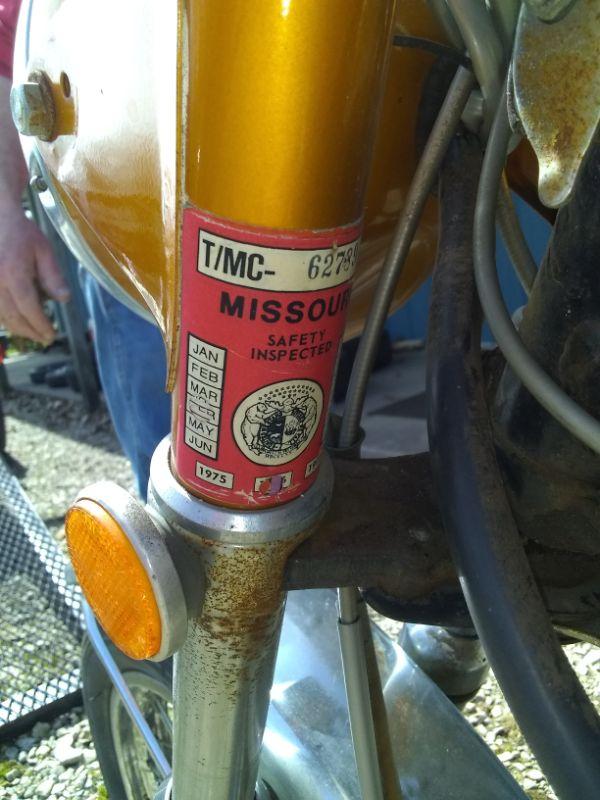 T/MC- 6278
MISSOUR
SAFETY
INSPECTED
JAN
FEB
MAR
MAY
JUN
1975